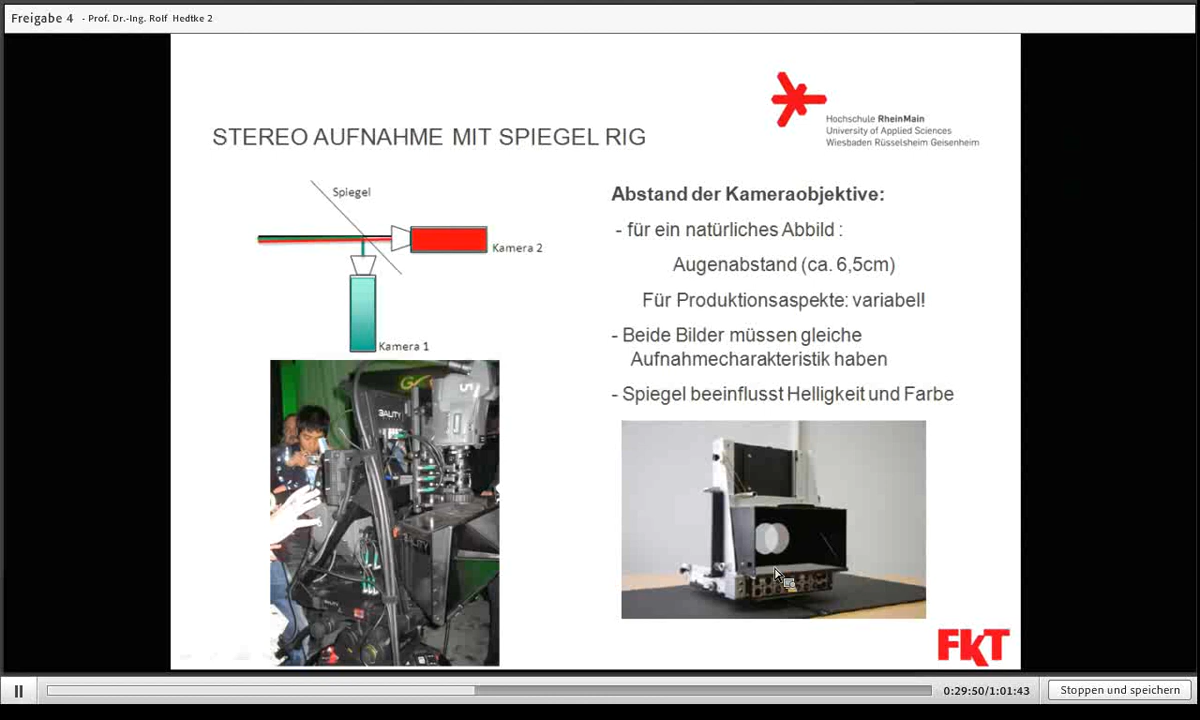 Freigabe 4 - Prof. Dr.-Ing. Rolf Hedtke 2
Hochschule RheinMain
University of Applied Sciences
Wiesbaden Rüsselsheim Geisenheim
STEREO AUFNAHME MIT SPIEGEL RIG
Spiegel
Kamera 2
Kamera 1
Abstand der Kameraobjektive:
- für ein natürliches Abbild :
Augenabstand (ca. 6,5cm)
Für Produktionsaspekte: variabel!
- Beide Bilder müssen gleiche
Aufnahmecharakteristik haben
- Spiegel beeinflusst Helligkeit und Farbe
3ALITY
FKT
0:29:50/1:01:43
Stoppen und speichern